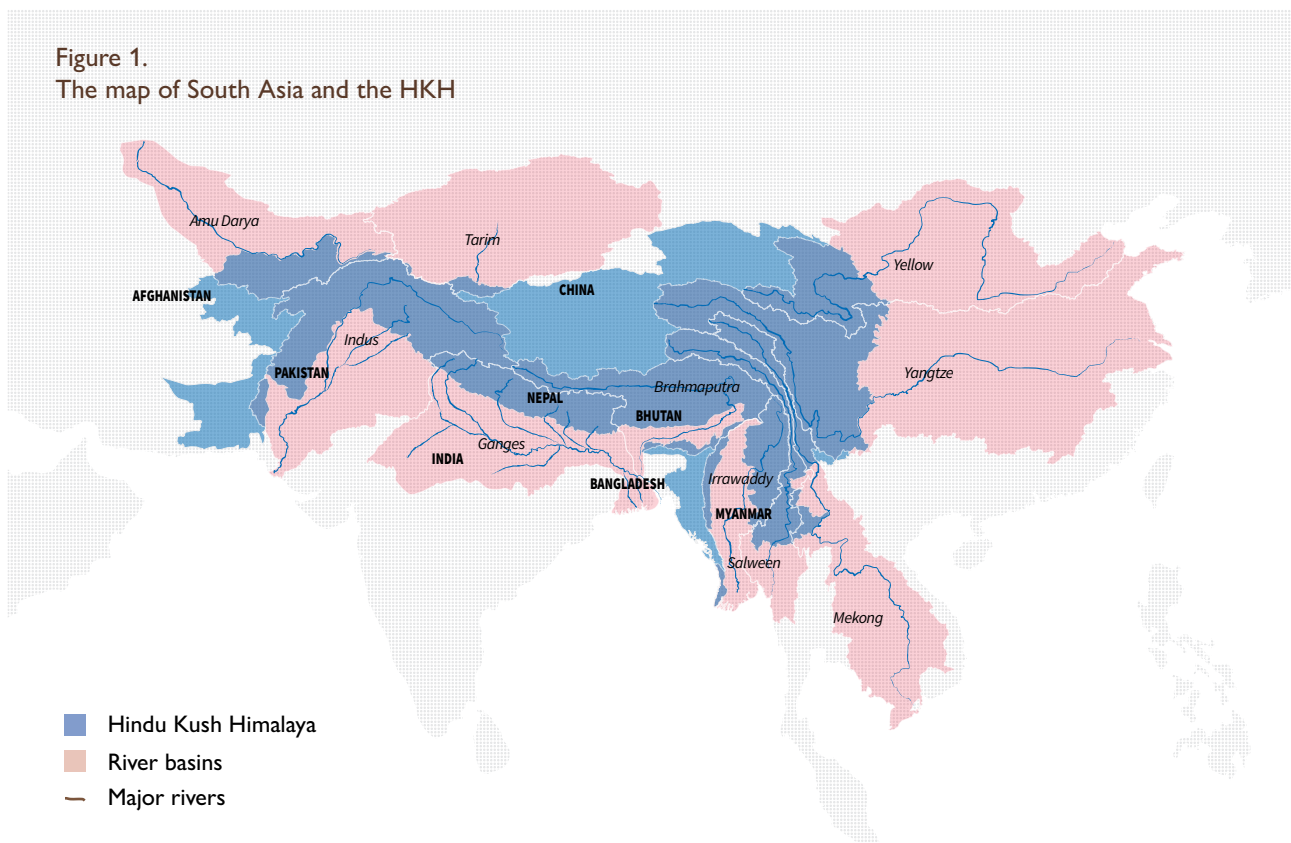 Figure 1.
The map of South Asia and the HKH
Amu Darya
Tarim
Yellow
AFGHANISTAN
CHINA
Indus
PAKISTAN
Yangtze
Brahmaputra
NEPAL
BHUTAN
Ganges
INDIA
BANGLADESH
Irrawaddy
MYANMAR
Salween
Mekong
Hindu Kush Himalaya
River basins
Major rivers